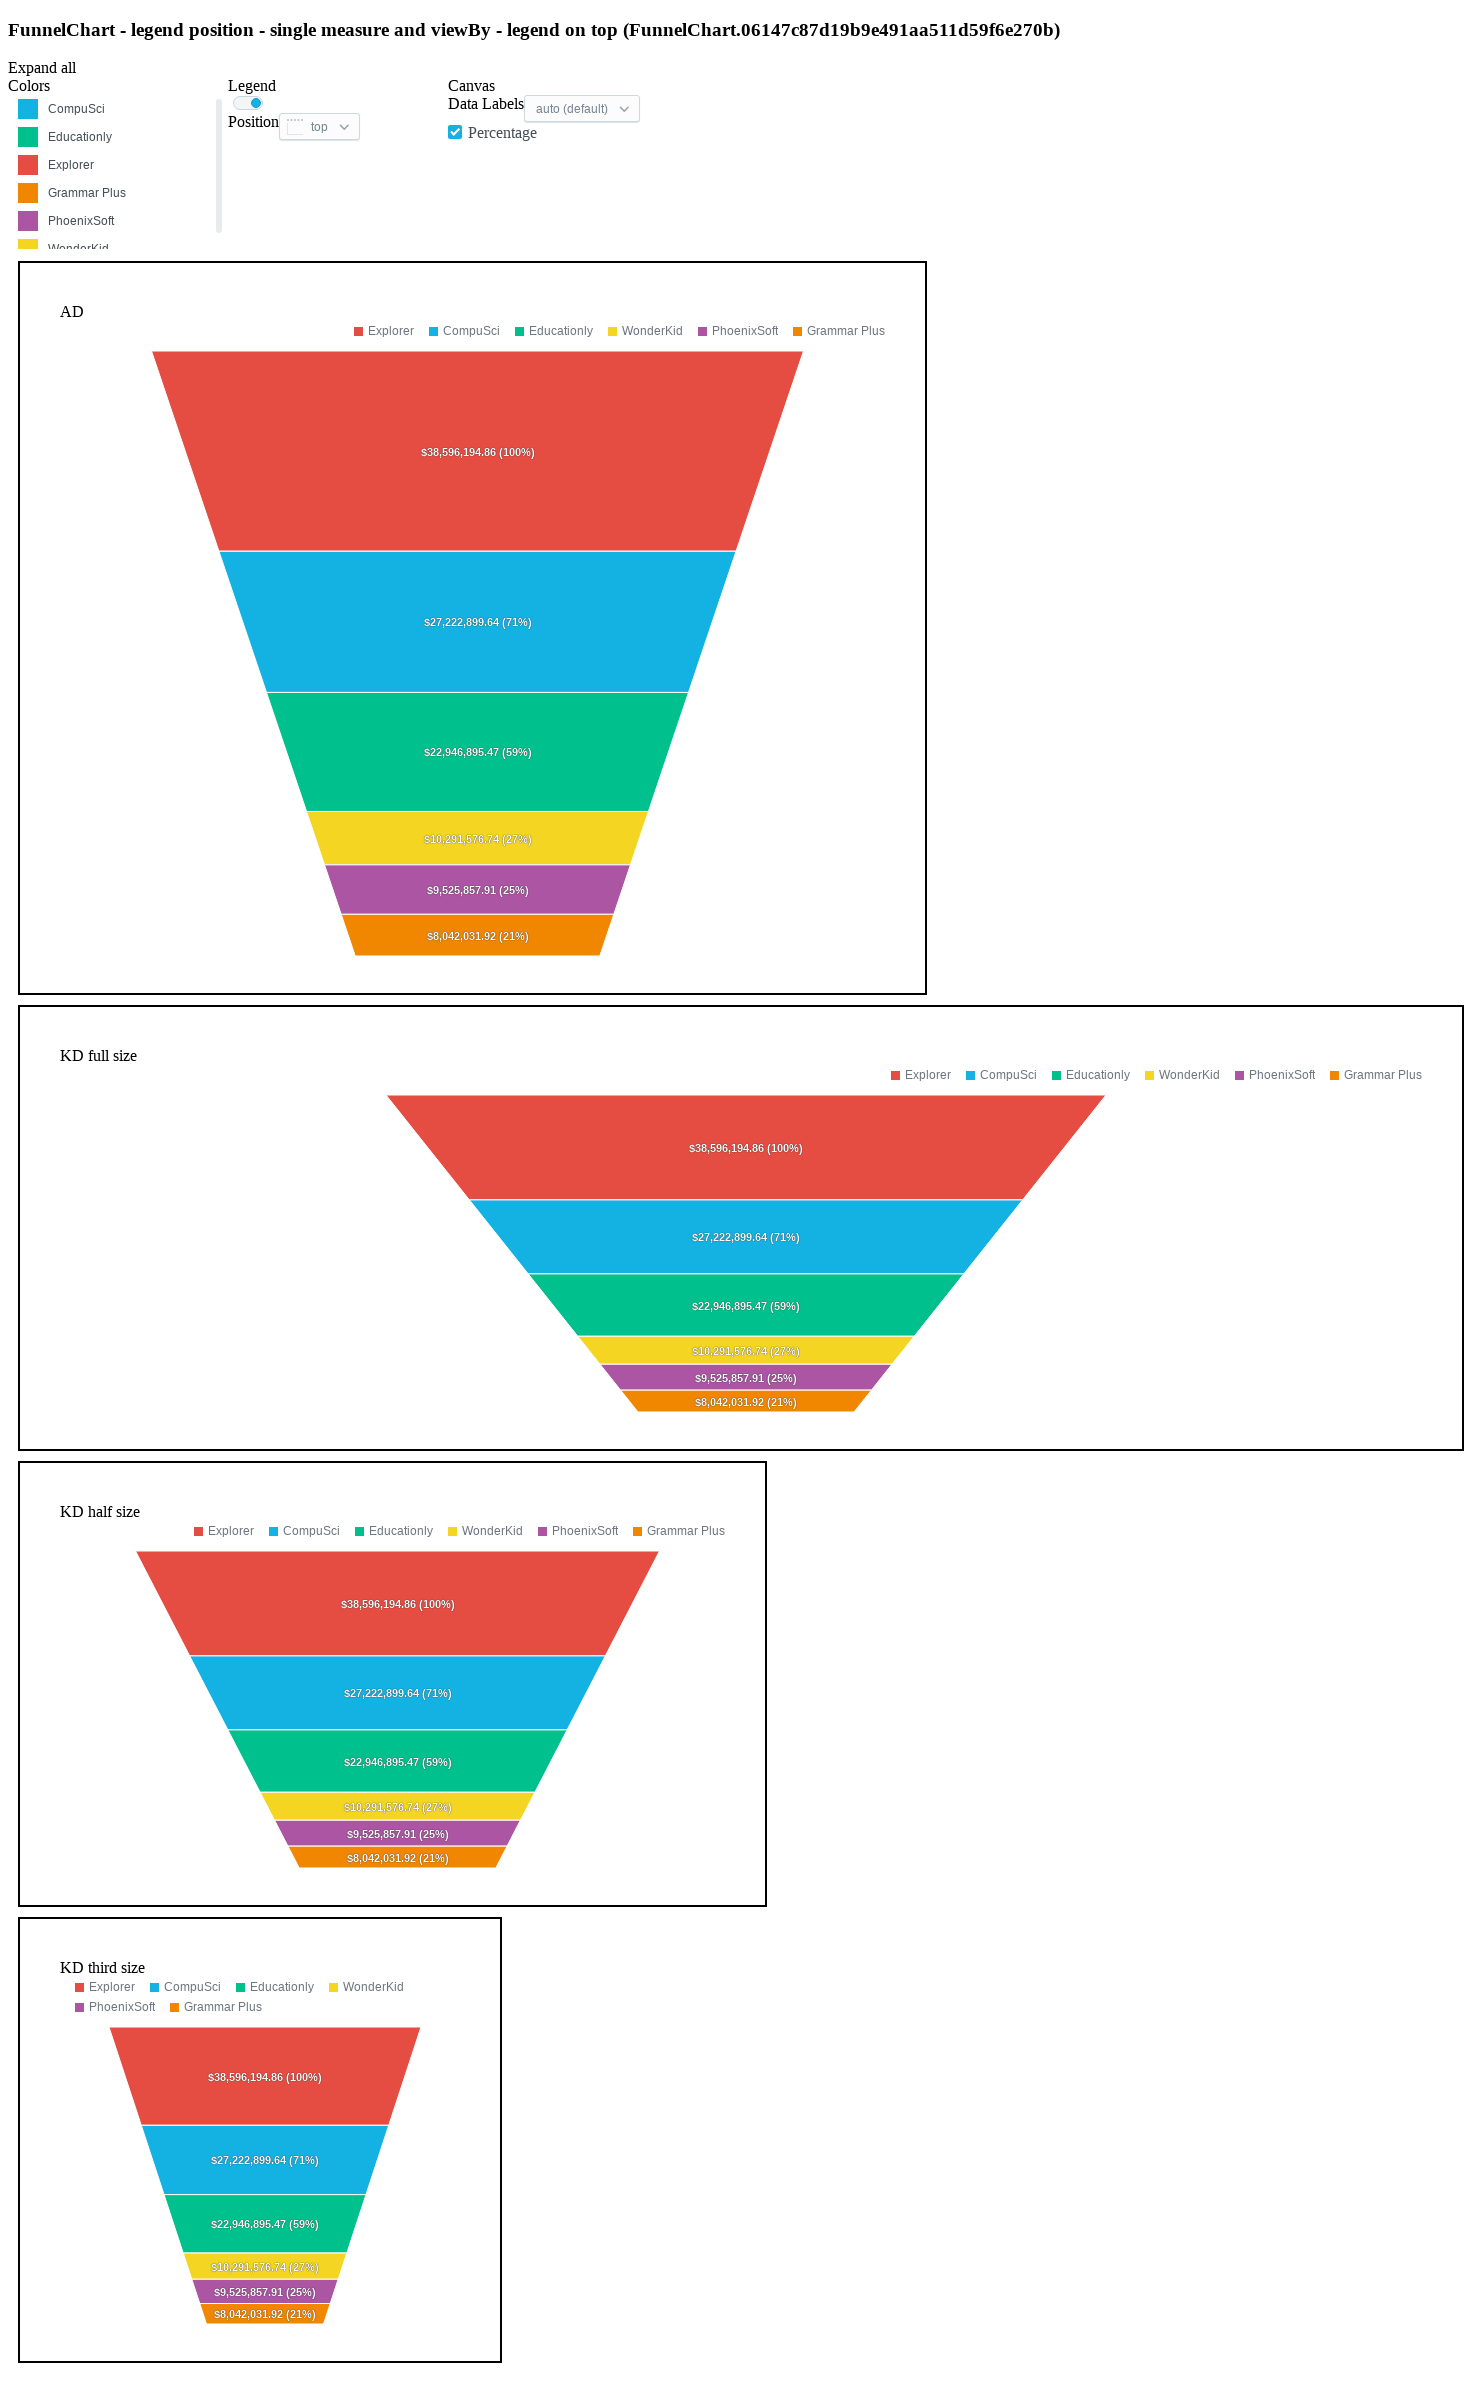 FunnelChart - legend position - single measure and viewBy - legend on top (FunnelChart.06147c87d19b9e491aa511d59f6e270b)
Expand all
Colors
CompuSci
Educationly
Explorer
Grammar Plus
PhoenixSoft
WonderKid
Legend
Position top
Canvas
Data Labels auto (default)
Percentage
AD
Explorer CompuSci Educationly WonderKid PhoenixSoft Grammar Plus
$38,596,194.86 (100%)
$27,222,899.64 (71%)
$22,946,895.47 (59%)
$10,291,576.74 (27%)
$9,525,857.91 (25%)
$8,042,031.92 (21%)
KD full size
Explorer CompuSci Educationly WonderKid PhoenixSoft Grammar Plus
$38,596,194.86 (100%)
$27,222,899.64 (71%)
$22,946,895.47 (59%)
$10,291,576.74 (27%)
$9,525,857.91 (25%)
$8,042,031.92 (21%)
KD half size
Explorer CompuSci Educationly WonderKid PhoenixSoft Grammar Plus
$38,596,194.86 (100%)
$27,222,899.64 (71%)
$22,946,895.47 (59%)
$10,291,576.74 (27%)
$9,525,857.91 (25%)
$8,042,031.92 (21%)
KD third size
Explorer CompuSci Educationly WonderKid
PhoenixSoft Grammar Plus
$38,596,194.86 (100%)
$27,222,899.64 (71%)
$22,946,895.47 (59%)
$10,291,576.74 (27%)
$9,525,857.91 (25%)
$8,042,031.92 (21%)